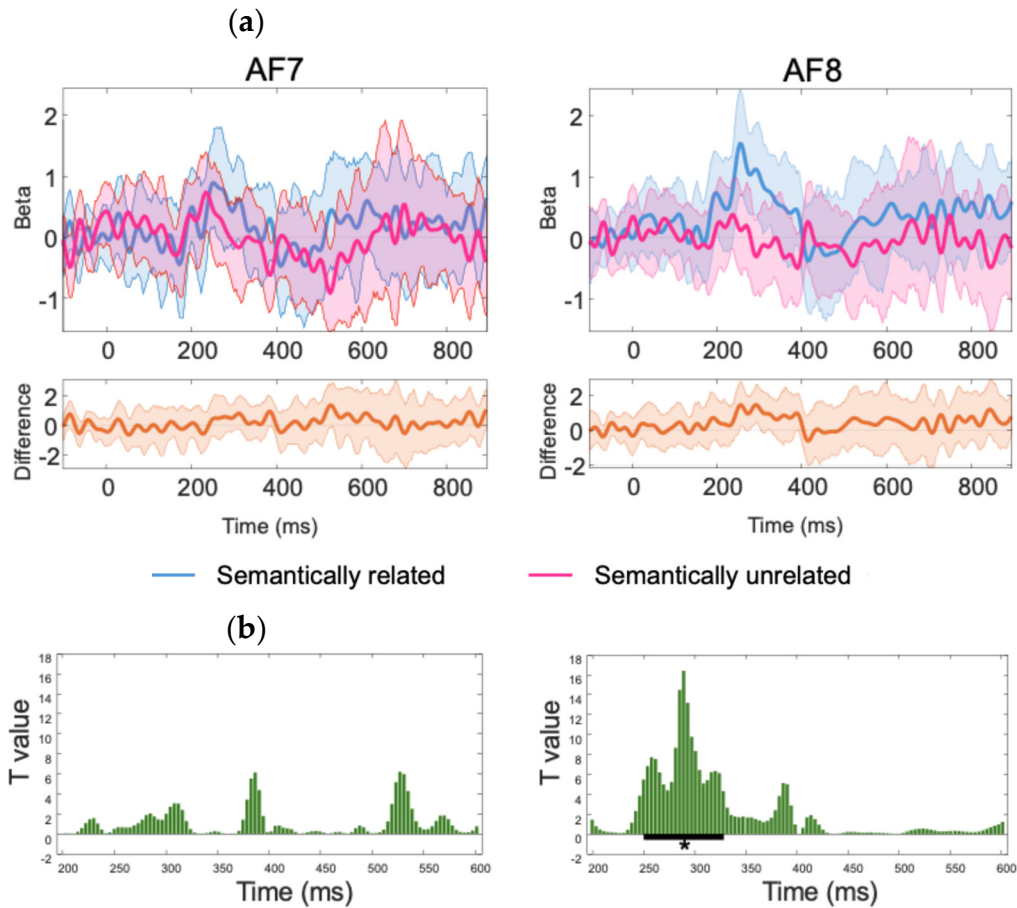 (a)
AF7
AF8
Beta
2
1
0
-1
0 200 400 600 800
Beta
2
1
0
-1
0 200 400 600 800
Difference
2
0
-2
0 200 400 600 800
Time (ms)
Difference
2
0
-2
0 200 400 600 800
Time (ms)
Semantically related
Semantically unrelated
(b)
T value
18
16
14
12
10
8
6
4
2
0
-2
200 250 300 350 400 450 500 550 600
Time (ms)
T value
18
16
14
12
10
8
6
4
2
0
-2
*
200 250 300 350 400 450 500 550 600
Time (ms)